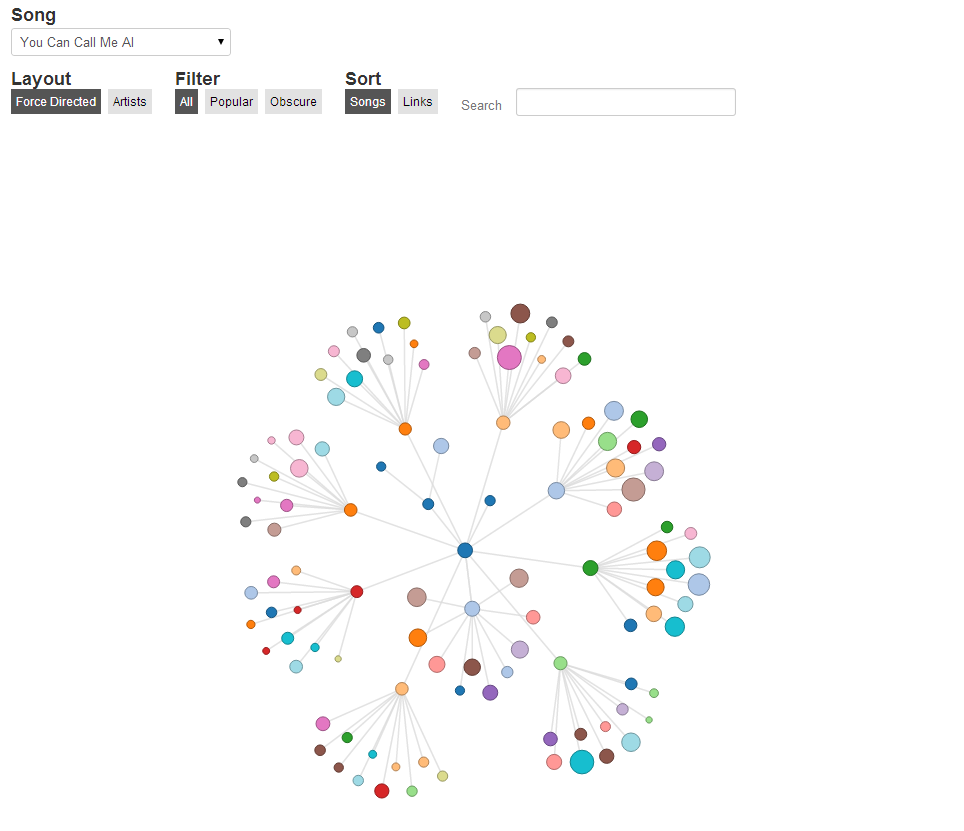 Song
You Can Call Me Al
Layout Filter Sort
Force Directed Artists All Popular Obscure Songs Links Search